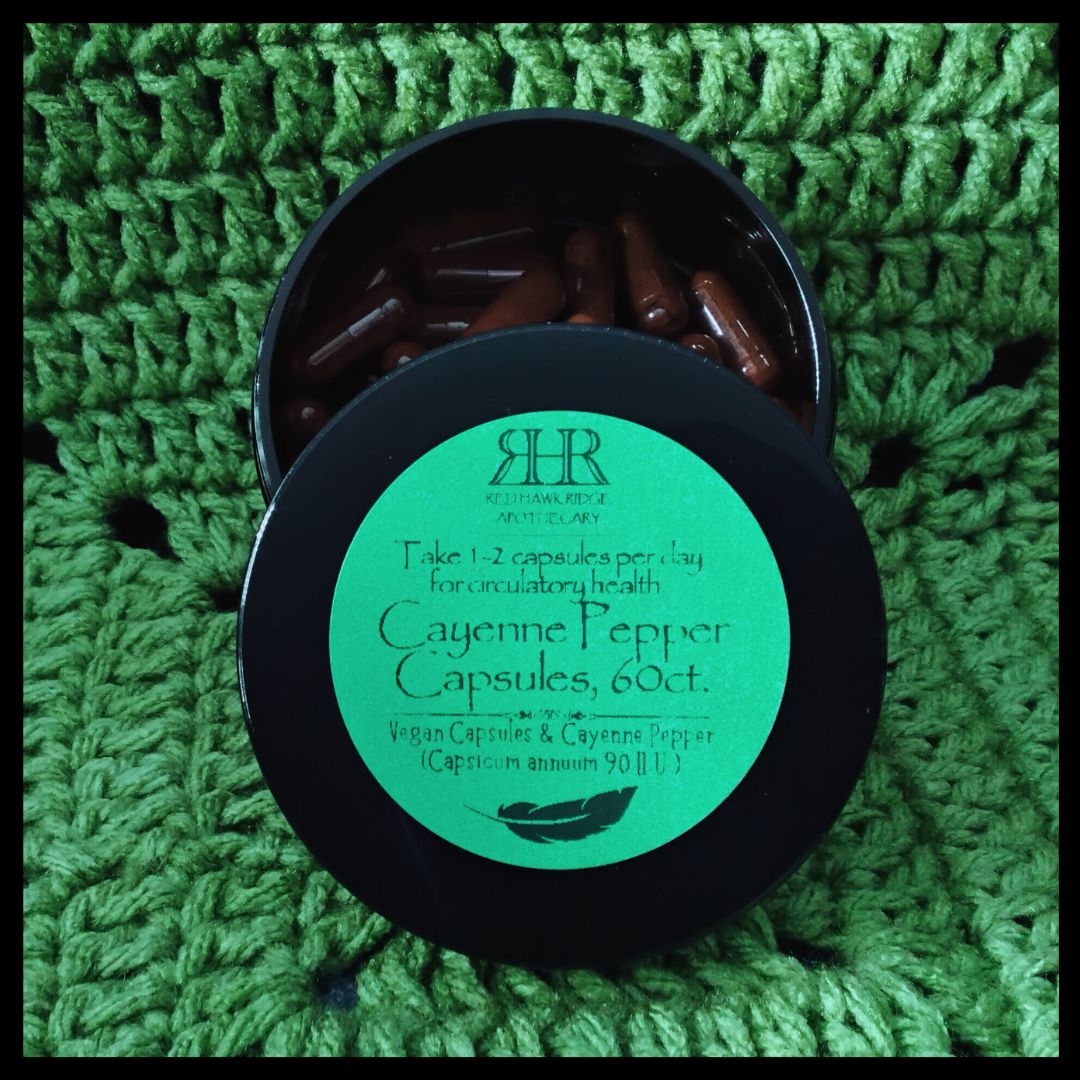 RHR
RED HAWK RIDGE
APOTHECARY
Take 1-2 capsules per day
for circulatory health
Cayenne Pepper
Capsules, 60ct.
Vegan Capsules & Cayenne Pepper
(Capsicum annuum 90 H.U.)